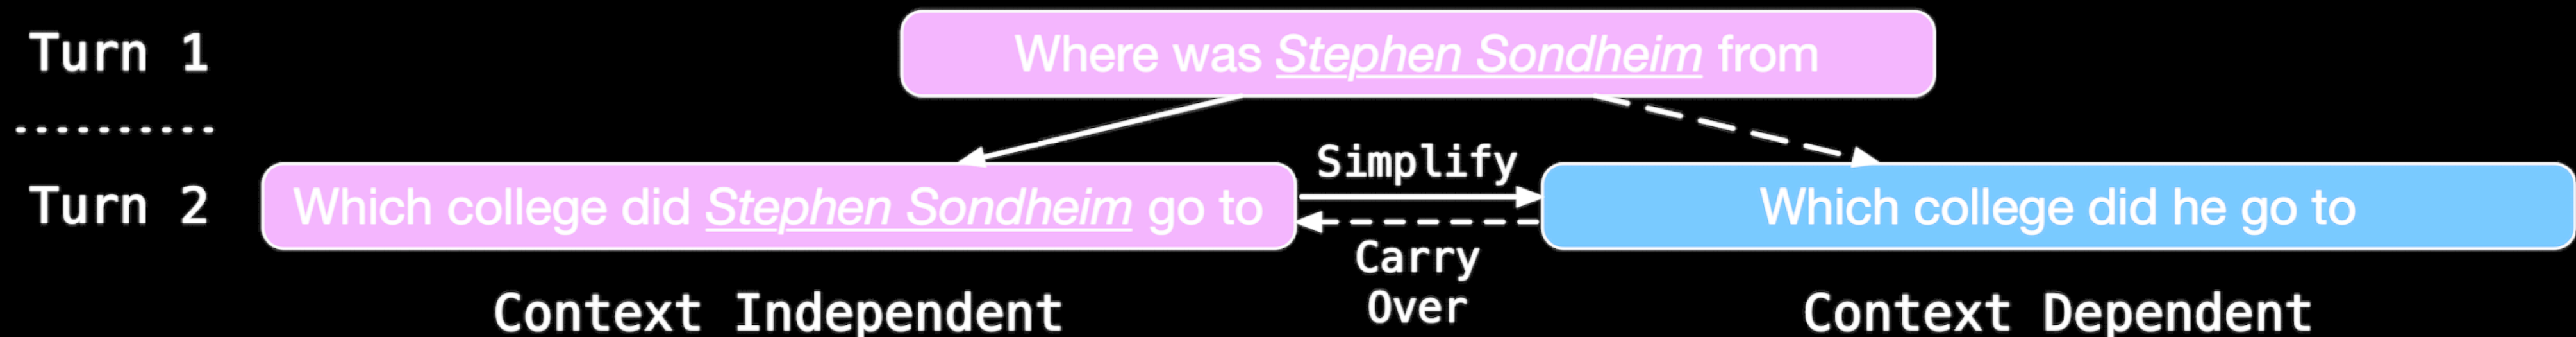 Turn 1
Where was Stephen Sondheim from
Turn 2
Which college did Stephen Sondheim go to
Simplify
Carry
Over
Which college did he go to
Context Independent
Context Dependent